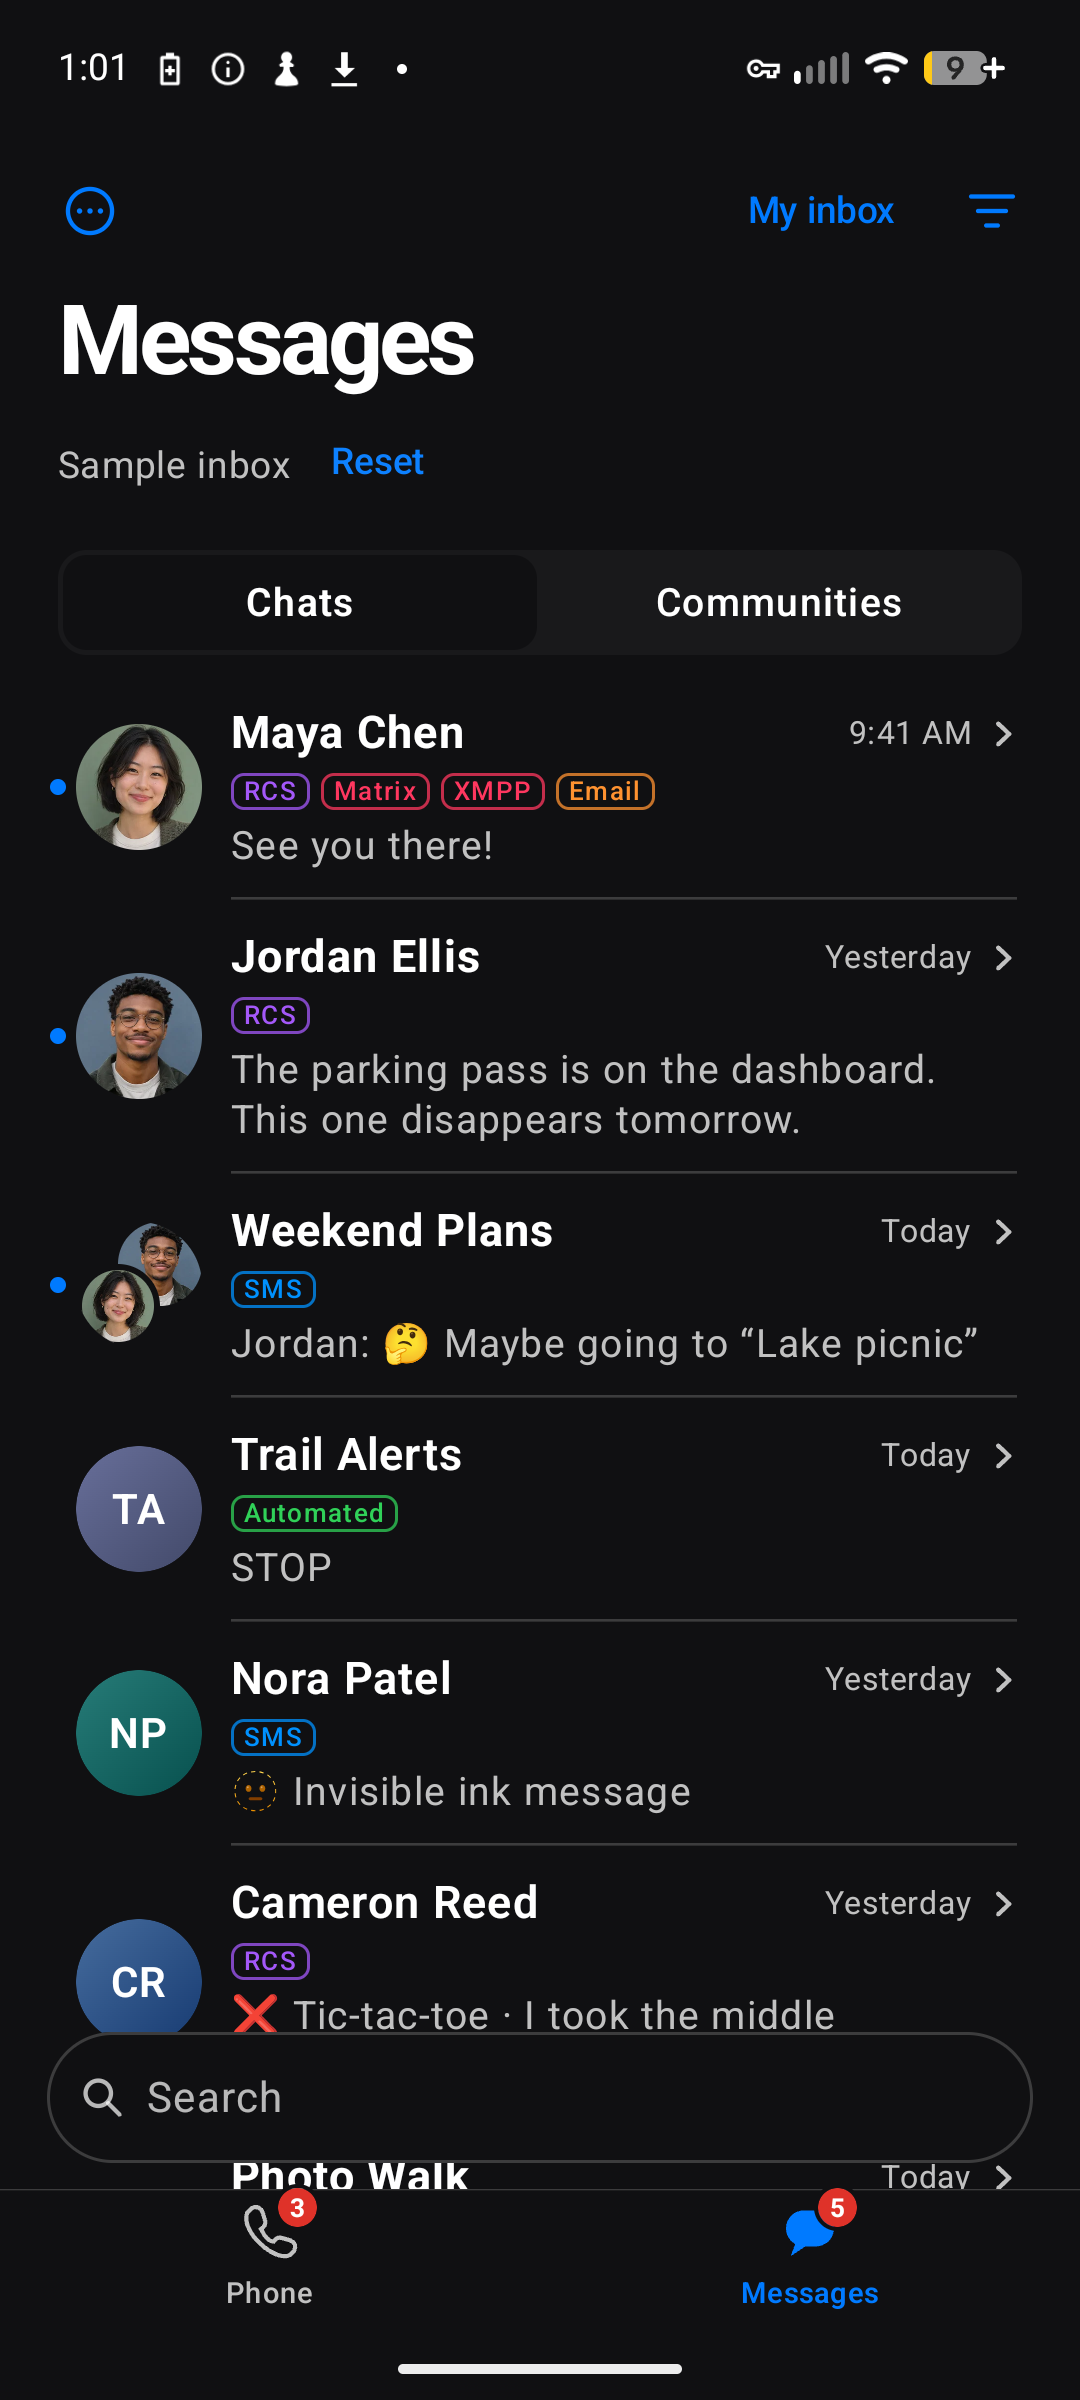 1:01
9
My inbox
Messages
Sample inbox Reset
Chats Communities
Maya Chen 9:41 AM
RCS Matrix XMPP Email
See you there!
Jordan Ellis Yesterday
RCS
The parking pass is on the dashboard.
This one disappears tomorrow.
Weekend Plans Today
SMS
Jordan: 🤔 Maybe going to “Lake picnic”
TA
Trail Alerts Today
Automated
STOP
NP
Nora Patel Yesterday
SMS
🫥 Invisible ink message
CR
Cameron Reed Yesterday
RCS
❌ Tic-tac-toe · I took the middle
Search
Photo Walk Today
3 5
Phone Messages